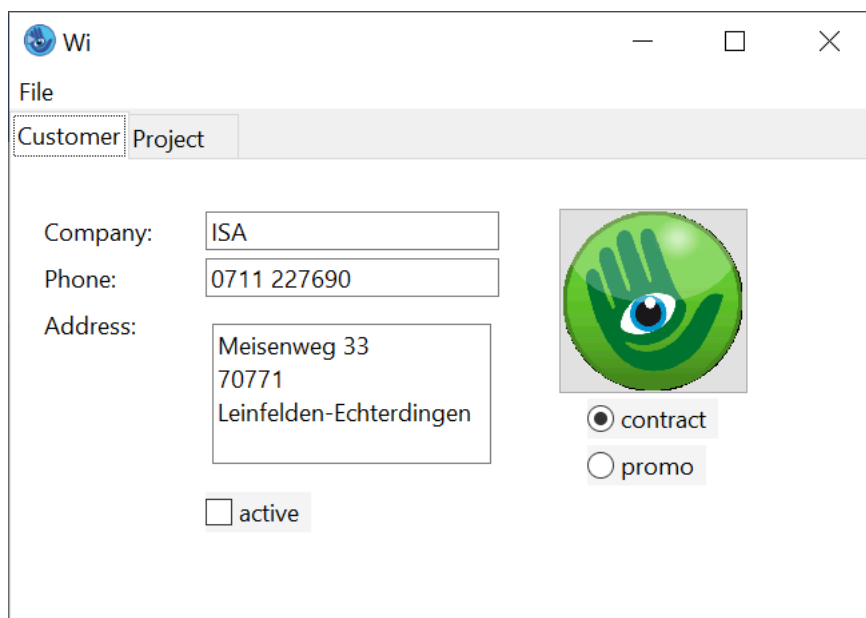 Wi
File
Customer Project
Company: ISA
Phone: 0711 227690
Address:
Meisenweg 33
70771
Leinfelden-Echterdingen
contract
promo
active